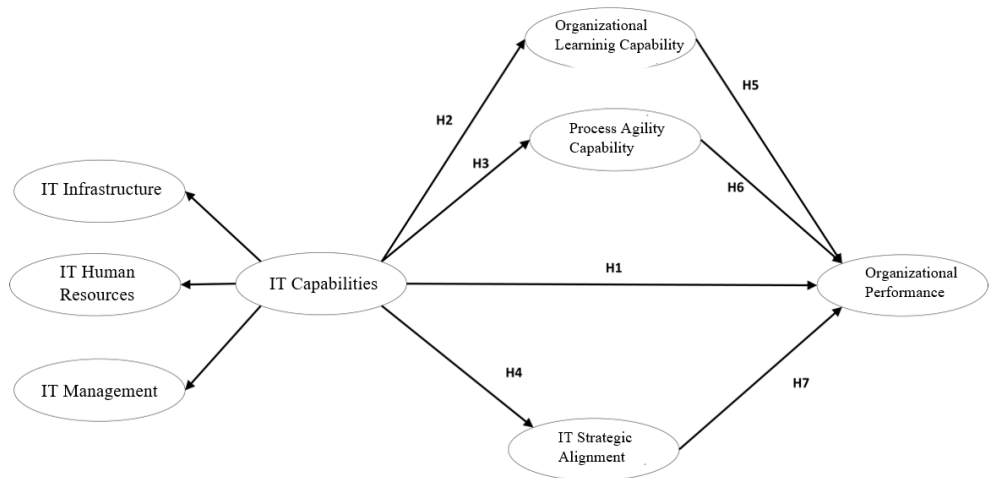 Organizational
Learninig Capability
H5
H2
Process Agility
Capability
H3
H6
IT Infrastructure
IT Human
Resources
IT Capabilities
H1
Organizational
Performance
IT Management
H4
H7
IT Strategic
Alignment